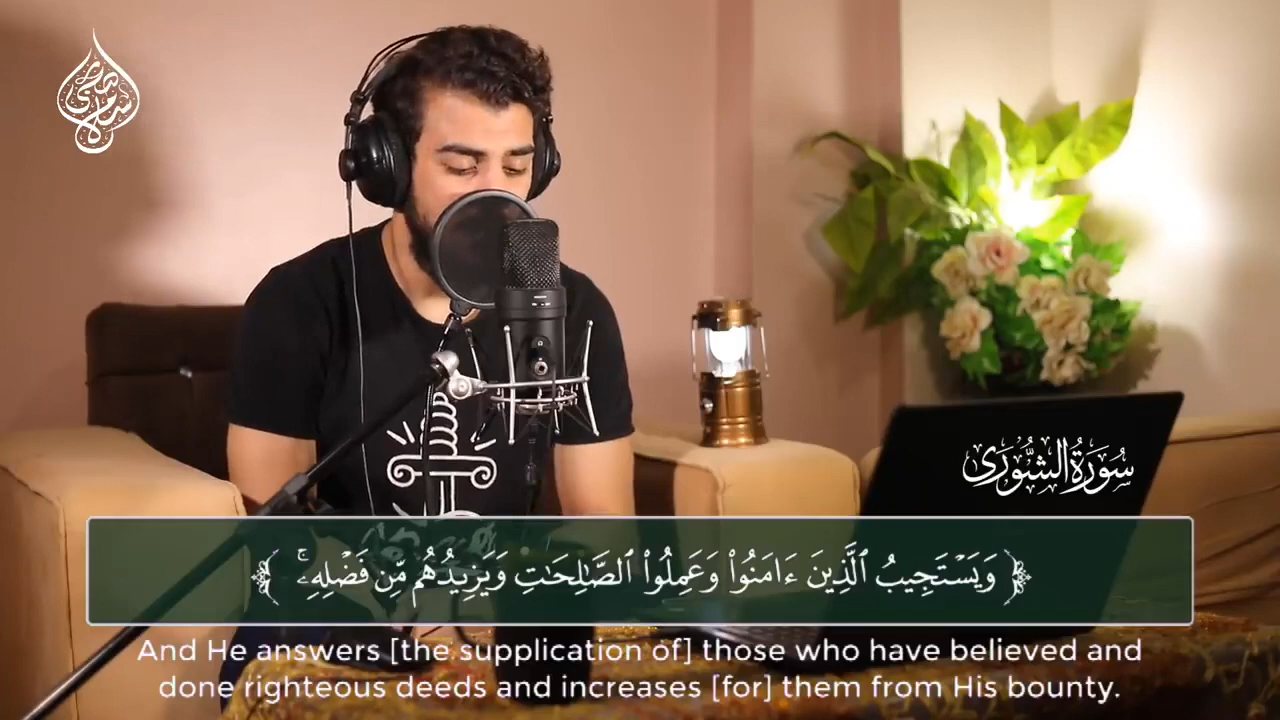 سُورَةُ الشُّورَى
وَيَسْتَجِيبُ ٱلَّذِينَ ءَامَنُوا۟ وَعَمِلُوا۟ ٱلصَّـٰلِحَـٰتِ وَيَزِيدُهُم مِّن فَضْلِهِۦ ۚ
And He answers [the supplication of] those who have believed and
done righteous deeds and increases [for] them from His bounty.